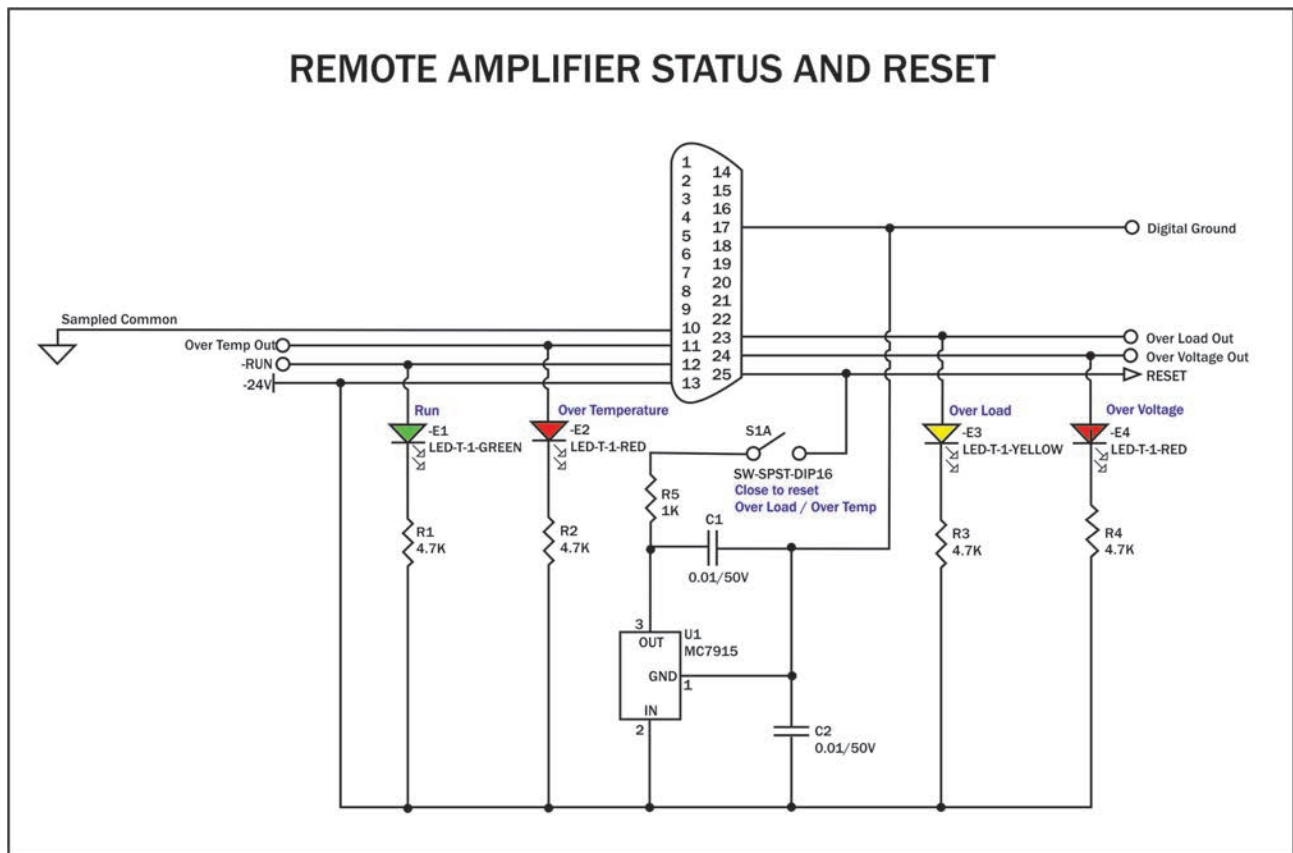 REMOTE AMPLIFIER STATUS AND RESET
1
2
3
4
5
6
7
8
9
10
11
12
13
14
15
16
17
18
19
20
21
22
23
24
25
Digital Ground
Sampled Common
Over Temp Out
-RUN
-24V
Over Load Out
Over Voltage Out
RESET
Run
-E1
LED-T-1-GREEN
Over Temperature
-E2
LED-T-1-RED
S1A
SW-SPST-DIP16
Close to reset
Over Load / Over Temp
Over Load
-E3
LED-T-1-YELLOW
Over Voltage
-E4
LED-T-1-RED
R1
4.7K
R2
4.7K
R5
1K
C1
0.01/50V
R3
4.7K
R4
4.7K
3
OUT
U1
MC7915
GND
1
IN
2
C2
0.01/50V